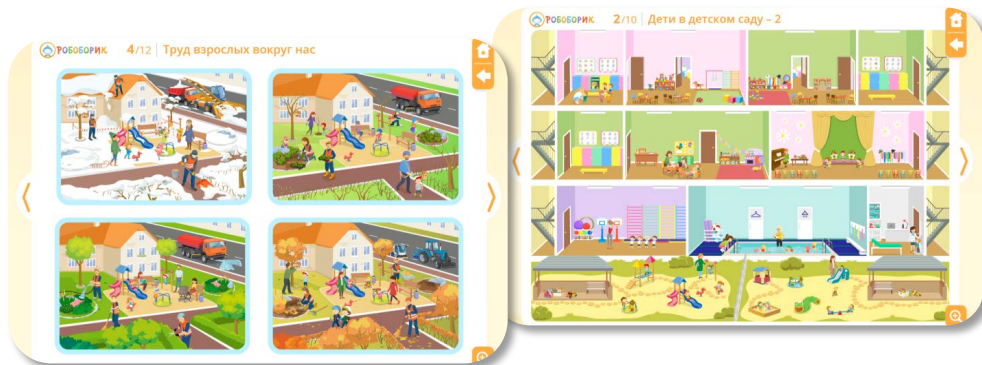 РОБОБОРИК 4/12 Труд взрослых вокруг нас
РОБОБОРИК 2/10 Дети в детском саду – 2